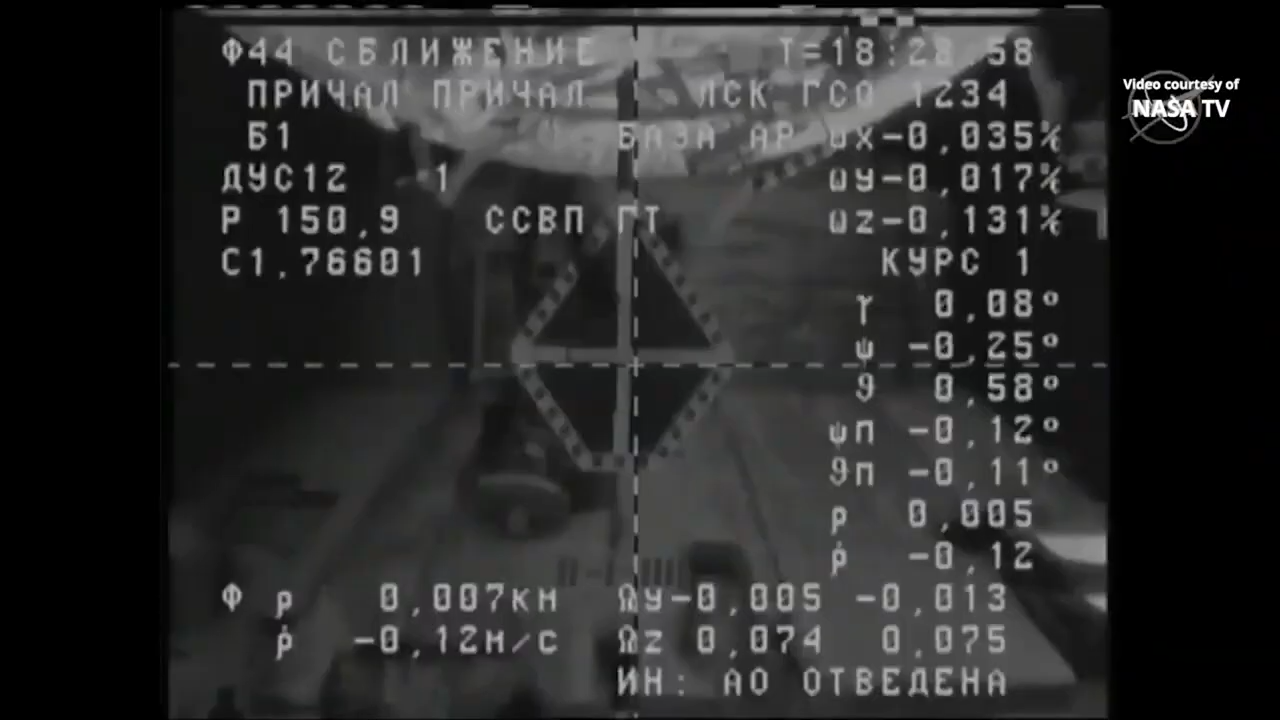 Ф44 СБЛИЖЕНИЕ Т=18:28:58
ПРИЧАЛ ПРИЧАЛ ЛСК ГСО 1234
Б1 БАЗА АР ωх-0,035%
ДУС12 1 ωу-0,017%
Р 150,9 ССВП ГТ ωz-0,131%
С1,76601 КУРС 1
γ 0,08°
ψ -0,25°
ϑ 0,58°
ψп -0,12°
ϑп -0,11°
ρ 0,005
ρ̇ -0,12
Ф ρ 0,007км Ωу-0,005 -0,013
ρ̇ -0,12м/с Ωz 0,074 0,075
ИН: АО ОТВЕДЕНА
Video courtesy of
NASA TV